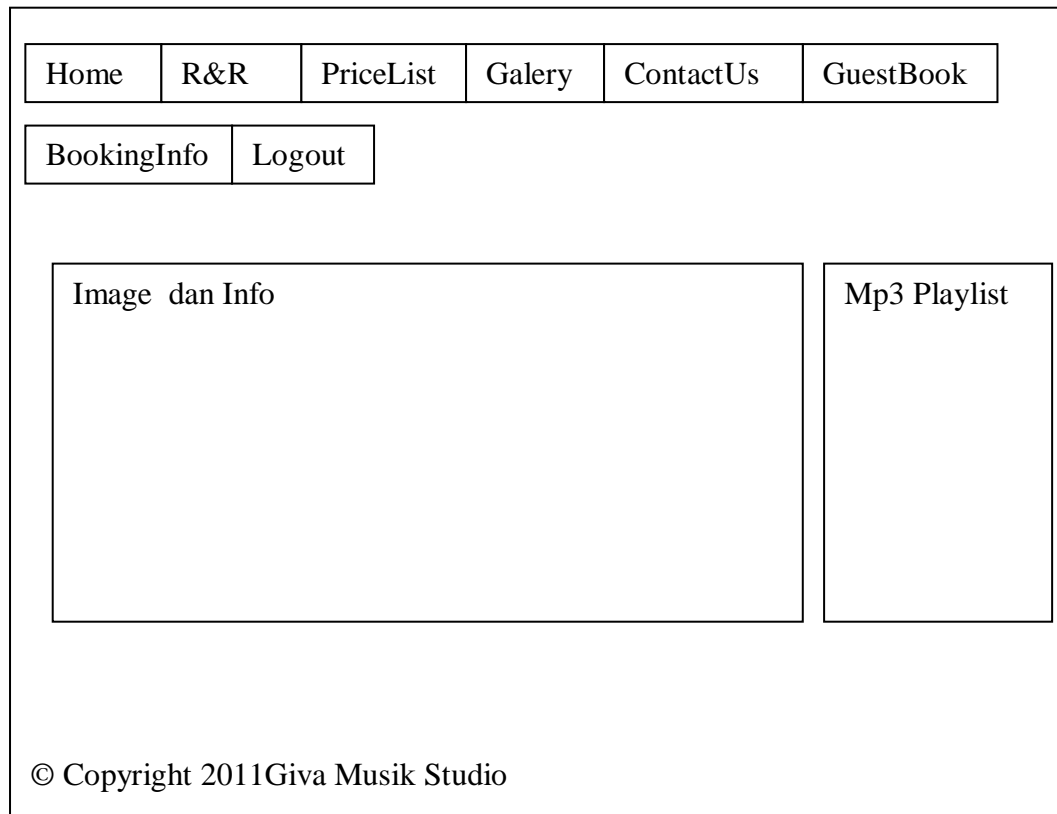 Home R&R PriceList Galery ContactUs GuestBook
BookingInfo Logout
Image dan Info Mp3 Playlist
© Copyright 2011Giva Musik Studio